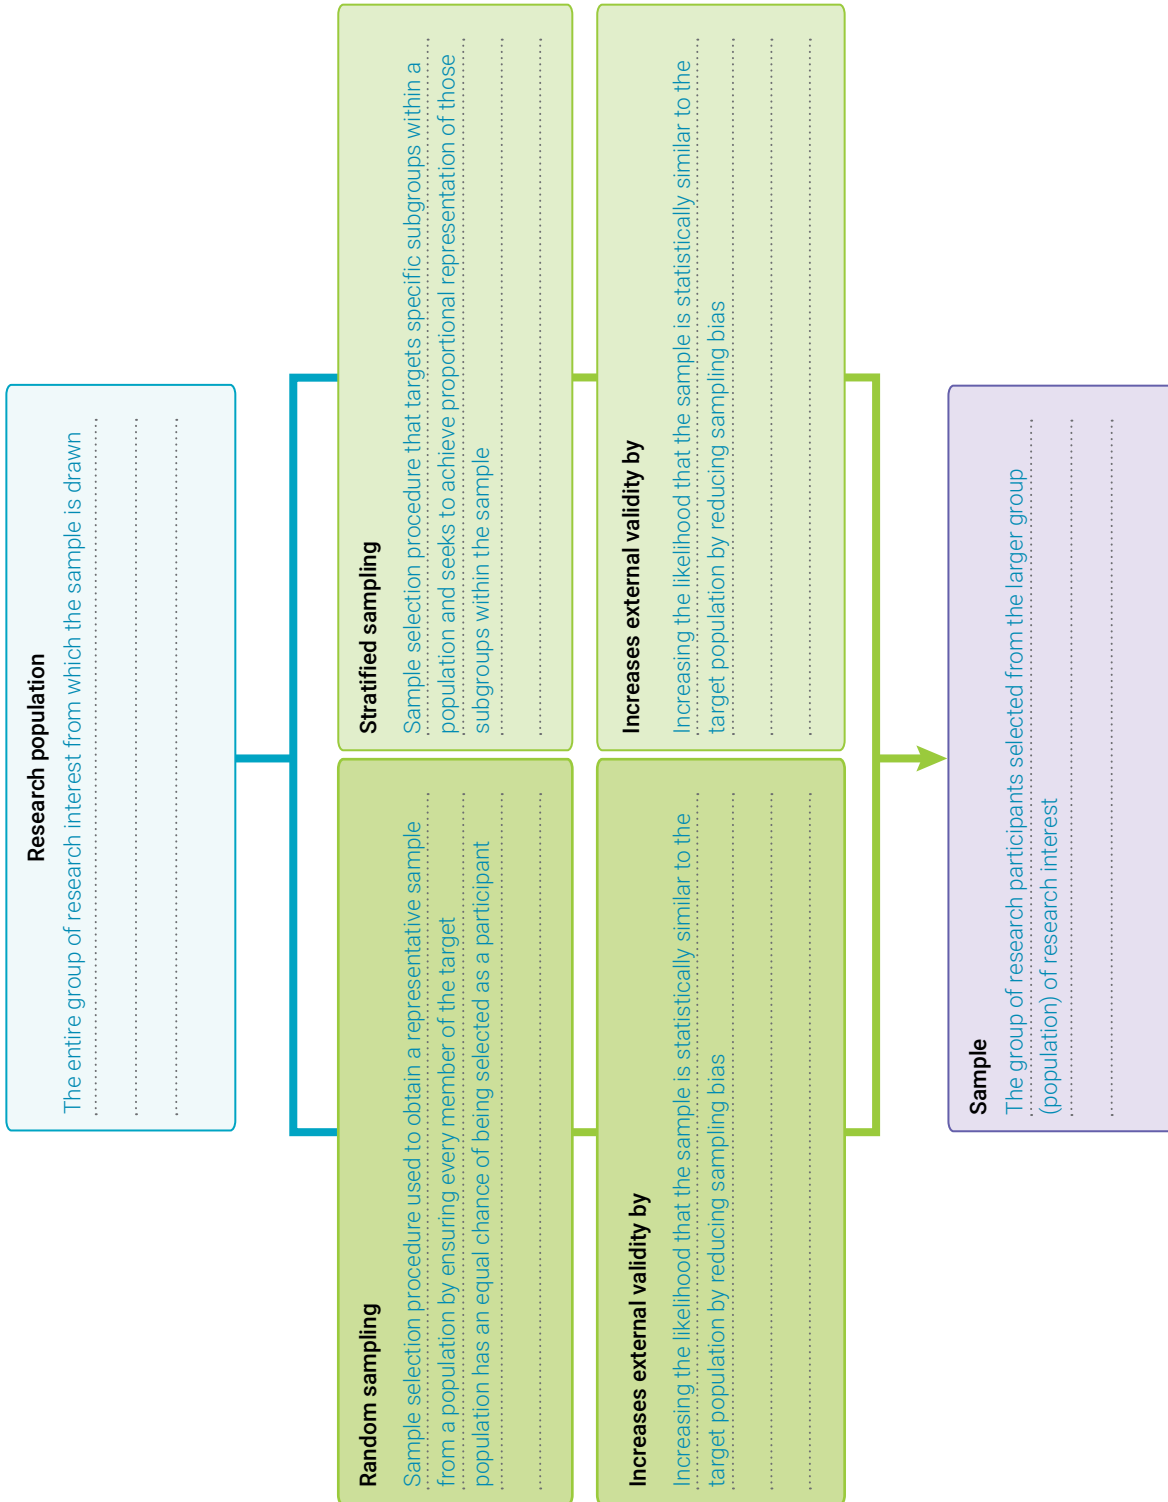 Research population
The entire group of research interest from which the sample is drawn
Random sampling
Sample selection procedure used to obtain a representative sample
from a population by ensuring every member of the target
population has an equal chance of being selected as a participant
Stratified sampling
Sample selection procedure that targets specific subgroups within a
population and seeks to achieve proportional representation of those
subgroups within the sample
Increases external validity by
Increasing the likelihood that the sample is statistically similar to the
target population by reducing sampling bias
Increases external validity by
Increasing the likelihood that the sample is statistically similar to the
target population by reducing sampling bias
Sample
The group of research participants selected from the larger group
(population) of research interest